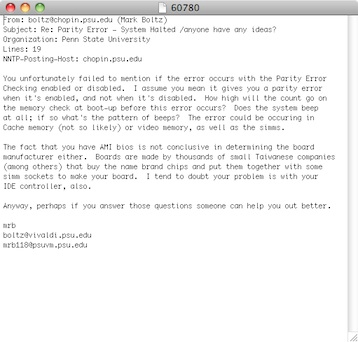 60780
From: boltz@chopin.psu.edu (Mark Boltz)
Subject: Re: Parity Error - System Halted /anyone have any ideas?
Organization: Penn State University
Lines: 19
NNTP-Posting-Host: chopin.psu.edu
You unfortunately failed to mention if the error occurs with the Parity Error
Checking enabled or disabled.  I assume you mean it gives you a parity error
when it's enabled, and not when it's disabled.  How high will the count go on
the memory check at boot-up before this error occurs?  Does the system beep
at all; if so what's the pattern of beeps?  The error could be occuring in
Cache memory (not so likely) or video memory, as well as the simms.
The fact that you have AMI bios is not conclusive in determining the board
manufacturer either.  Boards are made by thousands of small Taiwanese companies
(among others) that buy the name brand chips and put them together with some
simm sockets to make your board.  I tend to doubt your problem is with your
IDE controller, also.
Anyway, perhaps if you answer those questions someone can help you out better.
mrb
boltz@vivaldi.psu.edu
mrb118@psuvm.psu.edu